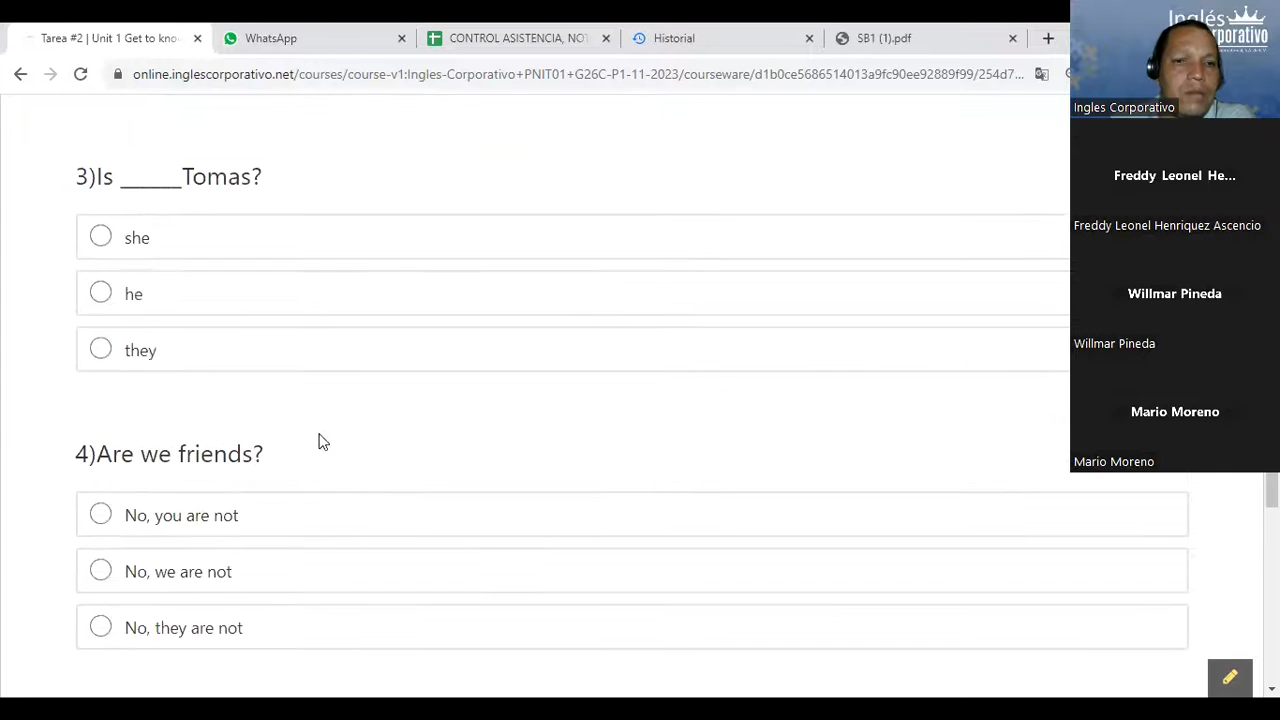 Tarea #2 | Unit 1 Get to kno
WhatsApp
CONTROL ASISTENCIA, NO
Historial
SB1 (1).pdf
online.inglescorporativo.net/courses/course-v1:Ingles-Corporativo+PNIT01+G26C-P1-11-2023/courseware/d1b0ce5686514013a9fc90ee92889f99/254d7...
Inglés
Corporativo
Ingles Corporativo
3)Is ______Tomas?
she
he
they
4)Are we friends?
No, you are not
No, we are not
No, they are not
Freddy Leonel He...
Freddy Leonel Henriquez Ascencio
Willmar Pineda
Willmar Pineda
Mario Moreno
Mario Moreno